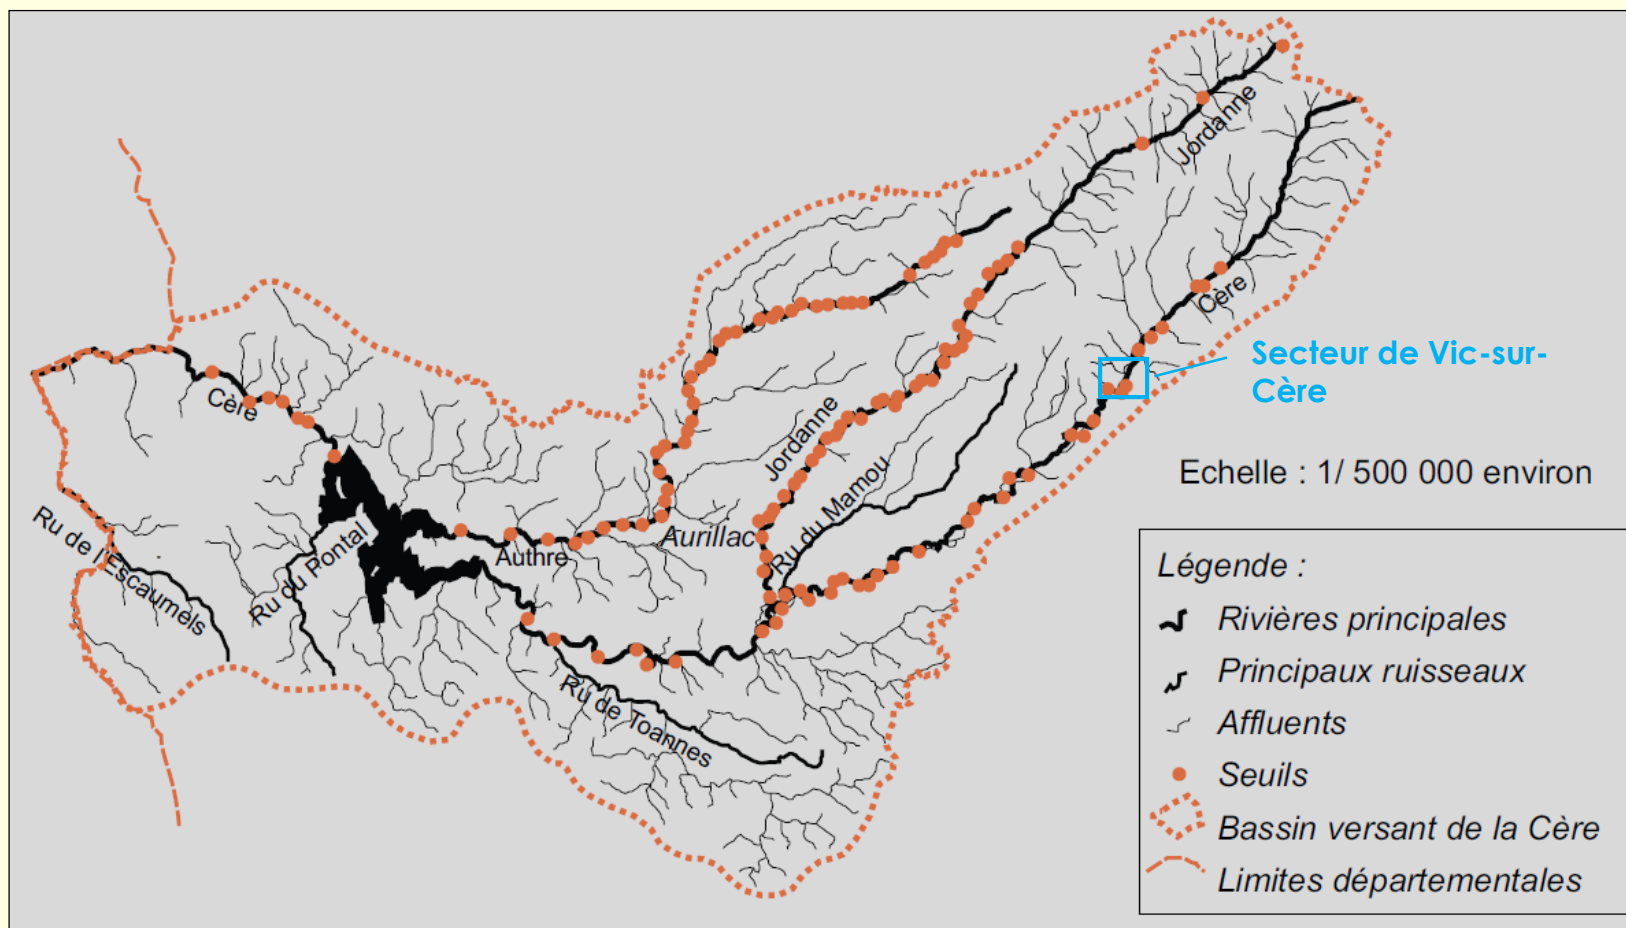 Jordanne
Cère
Secteur de Vic-sur-
Cère
Cère
Jordanne
Echelle : 1/ 500 000 environ
Ru du Mamou
Aurillac
Authre
Ru du Pontal
Ru de l'Escaumels
Ru de Toannes
Légende :
Rivières principales
Principaux ruisseaux
Affluents
Seuils
Bassin versant de la Cère
Limites départementales